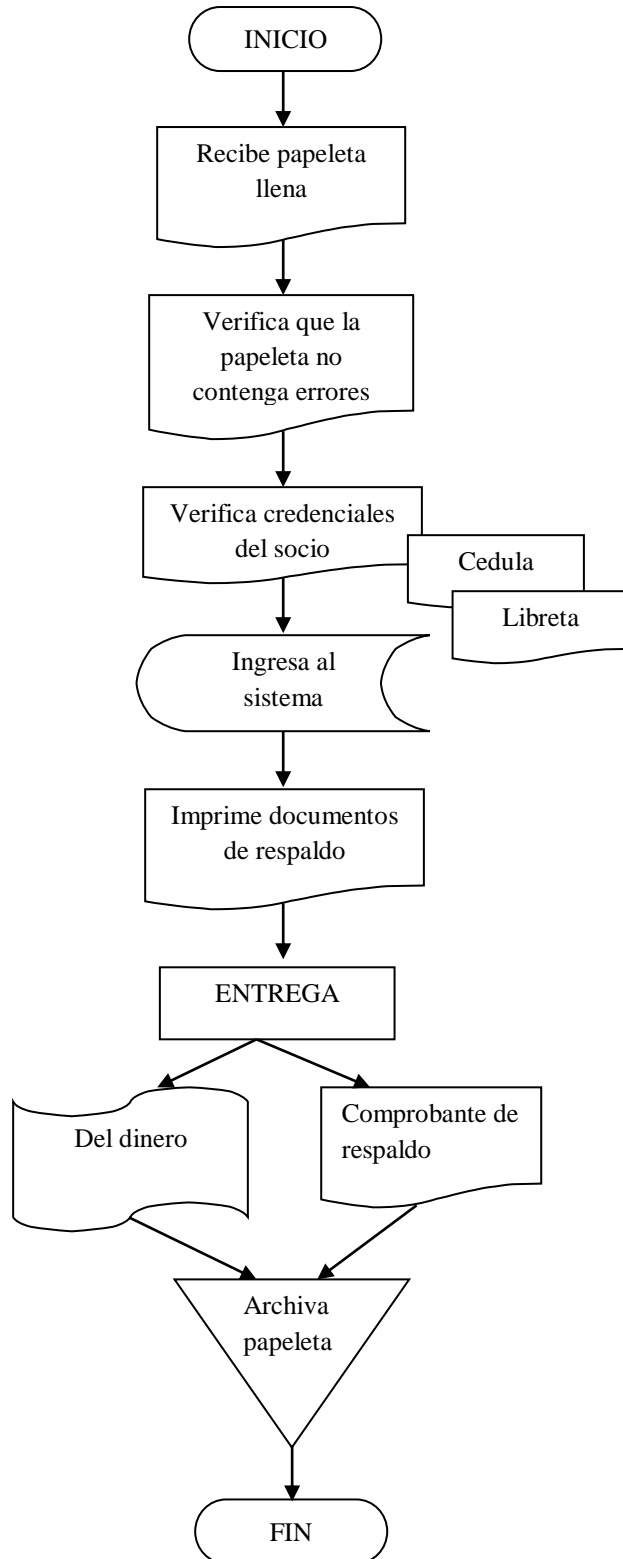 INICIO
Recibe papeleta
llena
Verifica que la
papeleta no
contenga errores
Verifica credenciales
del socio
Cedula
Libreta
Ingresa al
sistema
Imprime documentos
de respaldo
ENTREGA
Del dinero
Comprobante de
respaldo
Archiva
papeleta
FIN